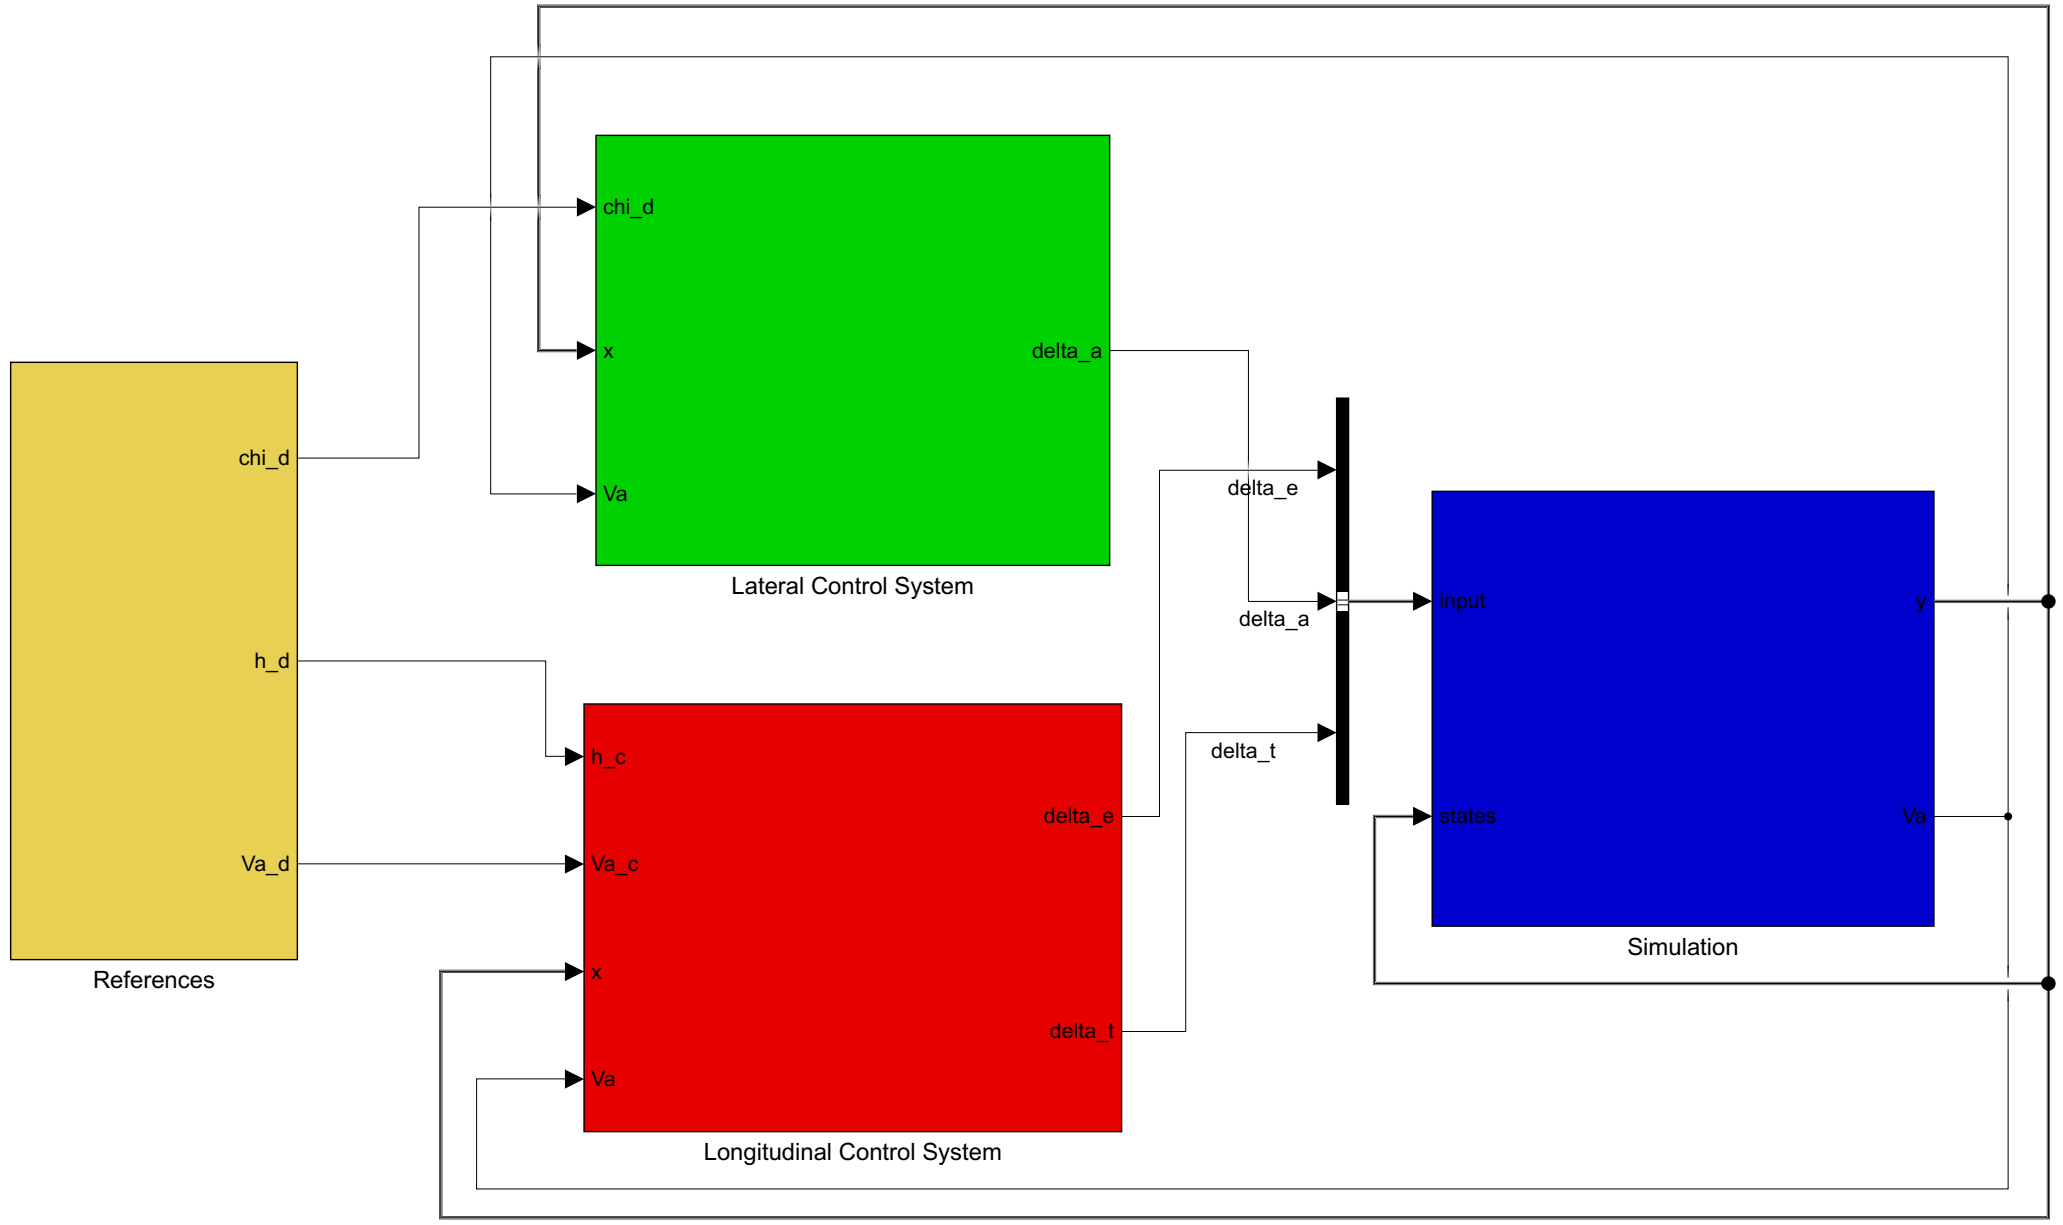 chi_d
h_d
Va_d
References
chi_d
x
Va
delta_a
Lateral Control System
h_c
Va_c
x
Va
delta_e
delta_t
Longitudinal Control System
delta_e
delta_a
delta_t
input
states
y
Va
Simulation